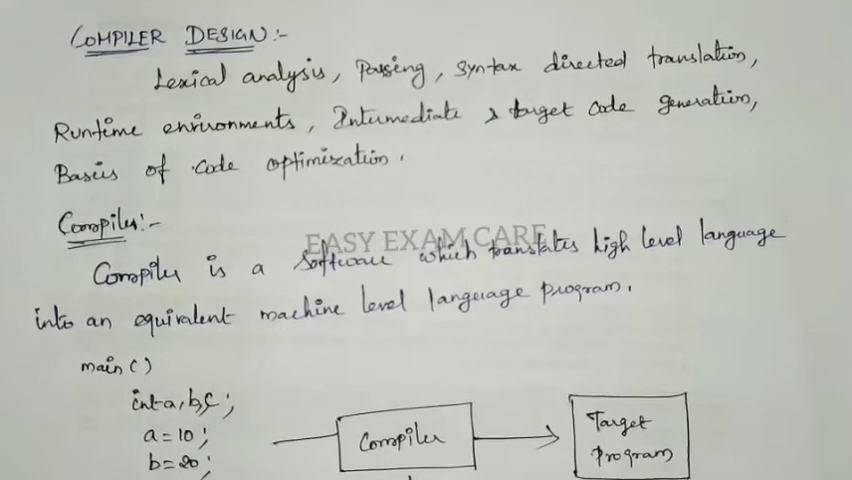 COMPILER DESIGN:-
Lexical analysis, Parsing, syntax directed translation,
Runtime environments, Intermediate & target code generation,
Basics of code optimization.
Compiler:-
EASY EXAM CARE
Compiler is a software which translates high level language
into an equivalent machine level language program.
main()
int a, b, c;
a = 10;
b = 20;
Compiler
Target
Program